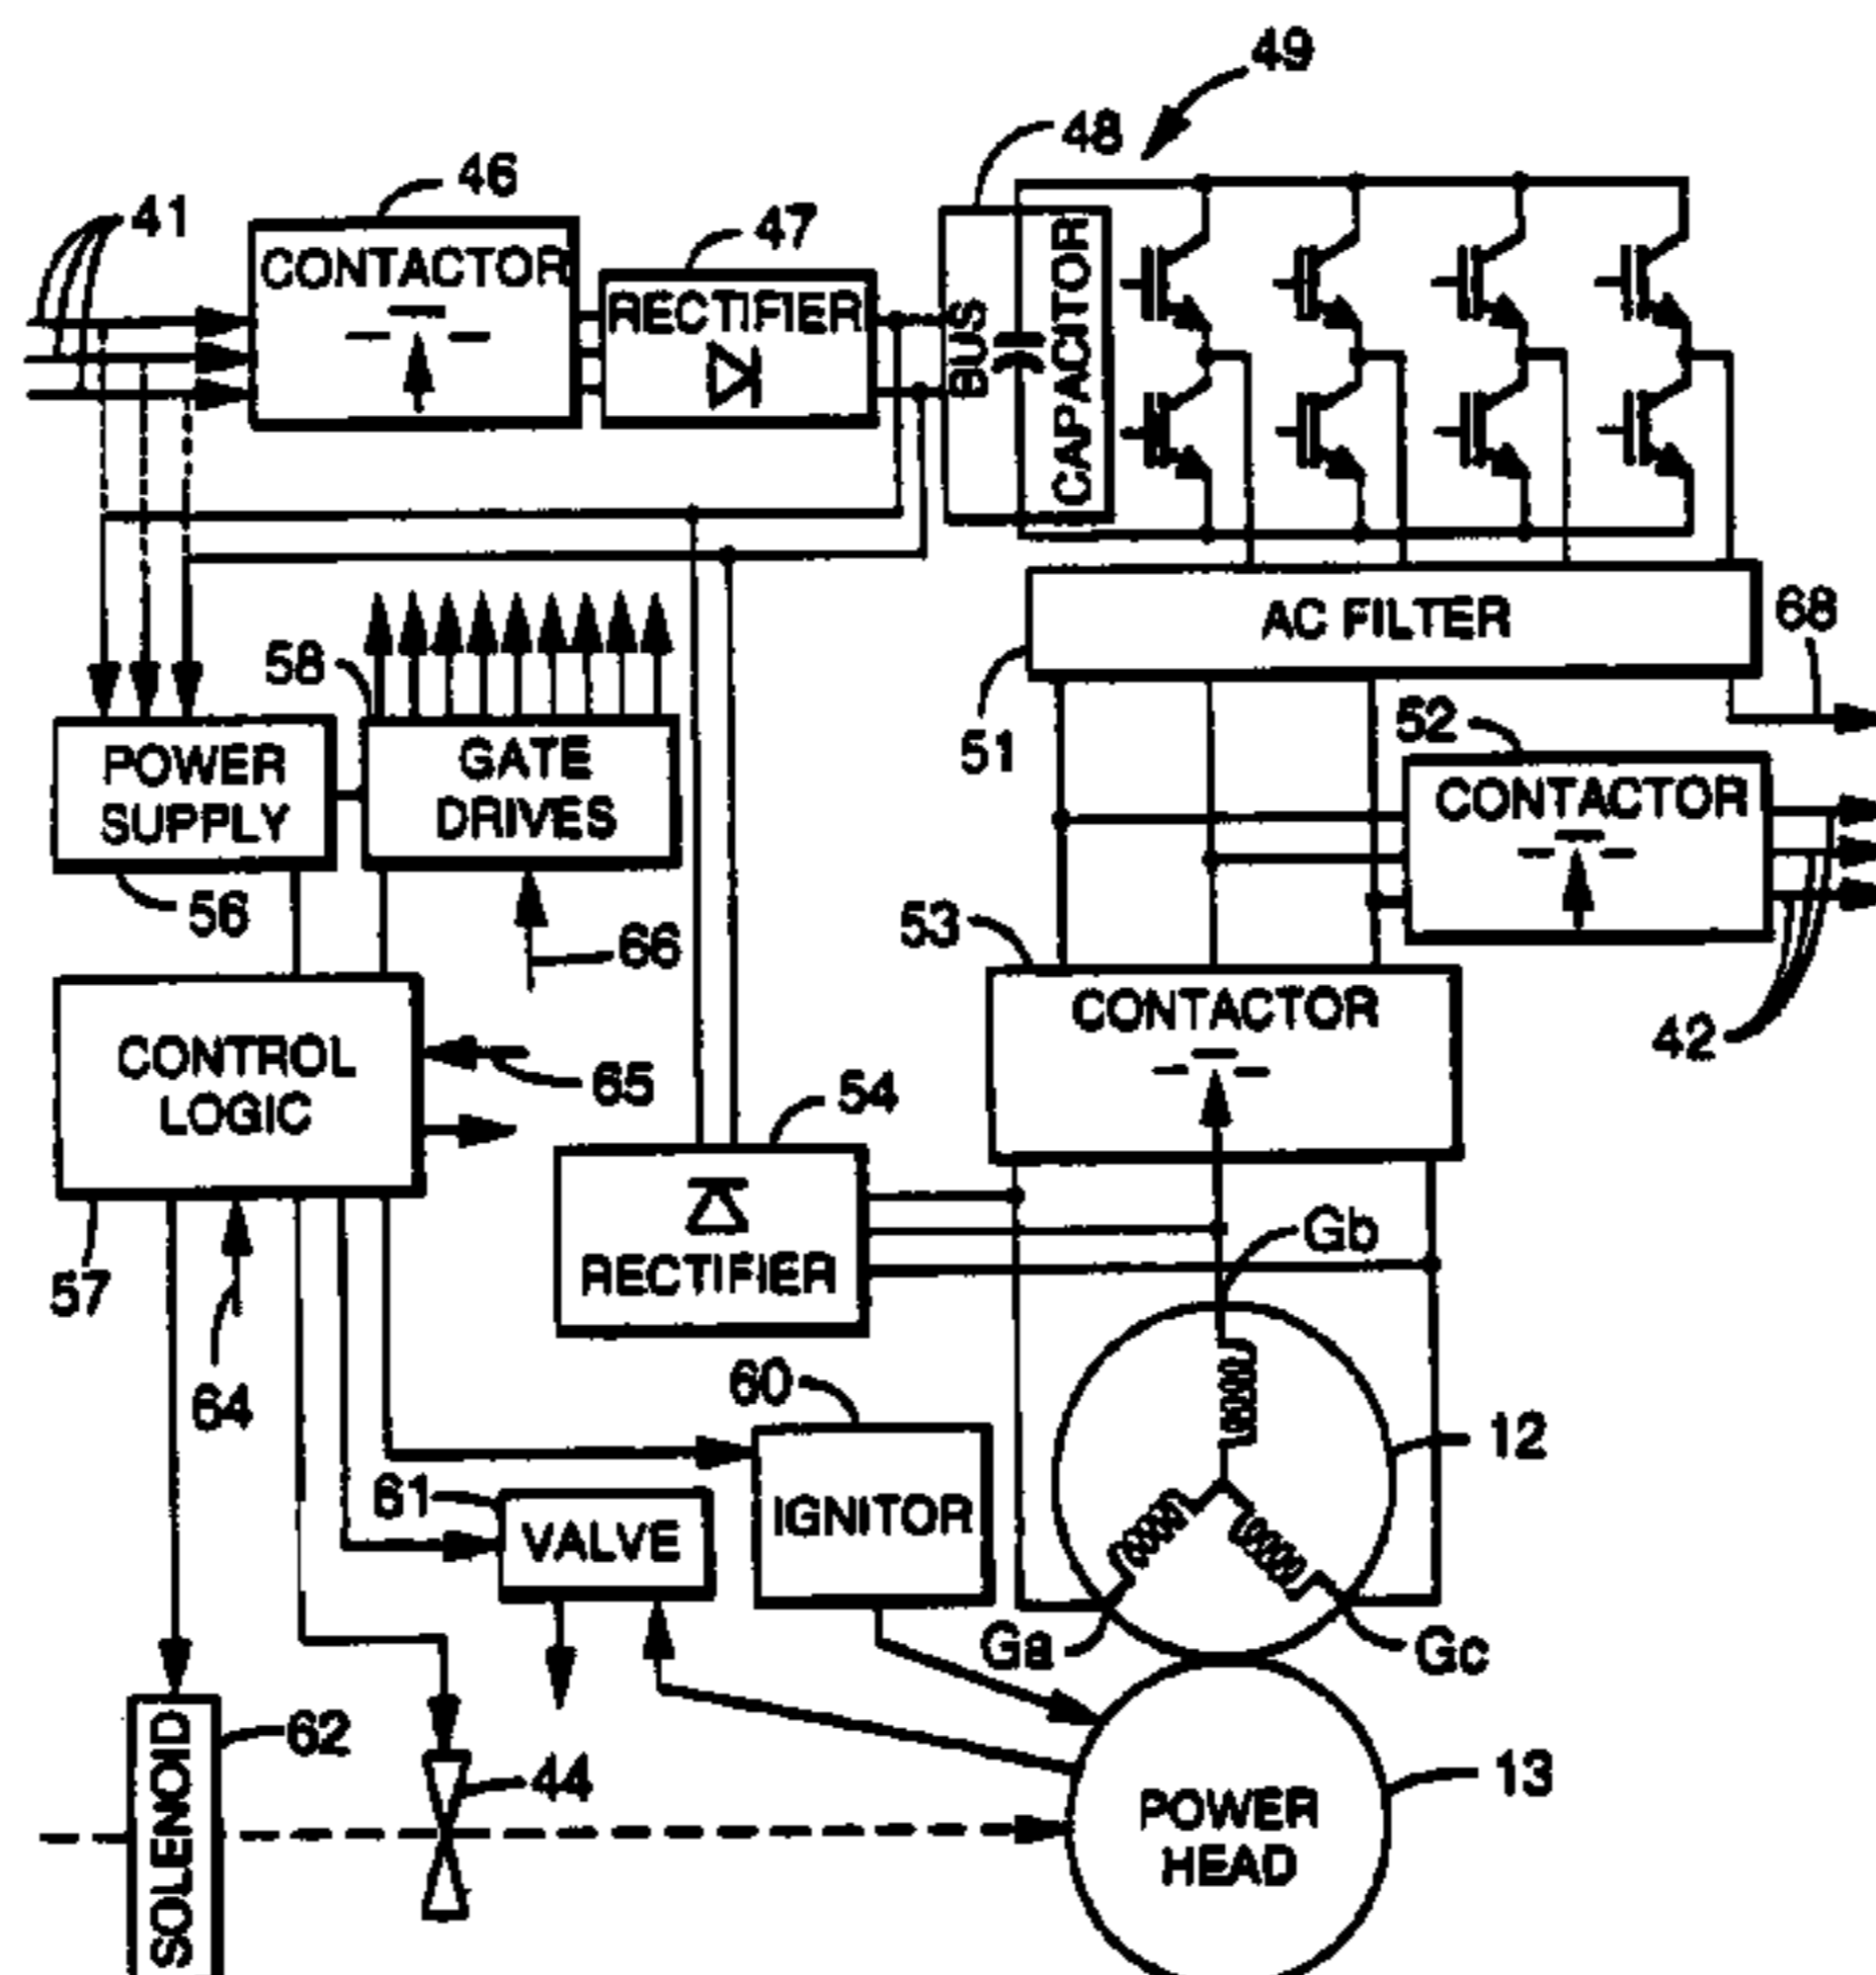 49
48
46
41
47
CONTACTOR
RECTIFIER
BUS
CAPACITOR
AC FILTER
68
58
51
52
POWER
SUPPLY
GATE
DRIVES
CONTACTOR
56
66
53
42
CONTACTOR
CONTROL
LOGIC
65
54
57
64
RECTIFIER
Gb
60
12
61
VALVE
IGNITOR
Ga
Gc
62
SOLENOID
44
13
POWER
HEAD